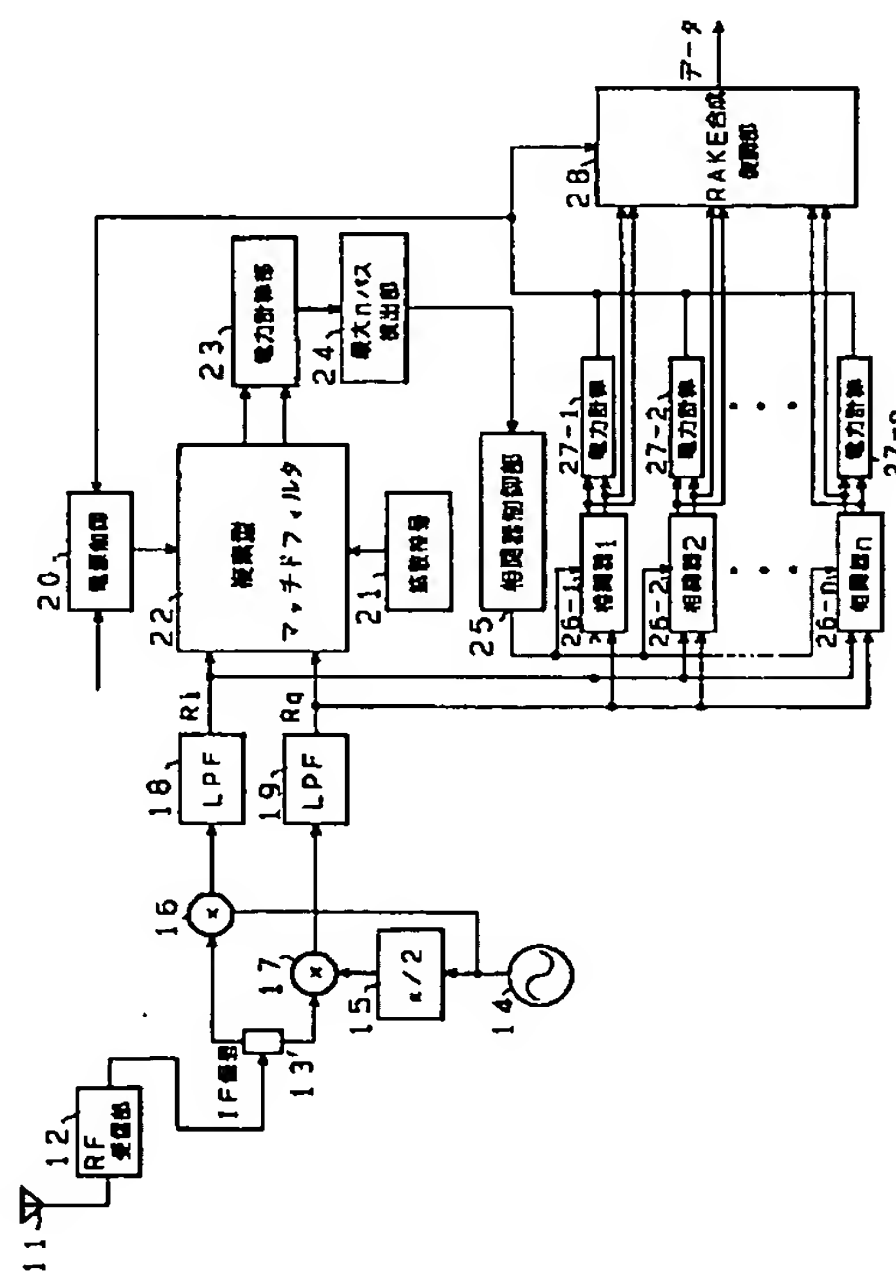 11
12
RF
受信部
IF信号
13
14
15
π/2
16
×
17
×
18
LPF
19
LPF
Ri
Rq
20
電源制御
22
複素型
マッチドフィルタ
21
拡散符号
23
電力計算部
24
最大nパス
検出部
25
相関器制御部
26-1
相関器1
26-2
相関器2
26-n
相関器n
27-1
電力計算
27-2
電力計算
27-n
電力計算
28
RAKE合成
復調部
データ